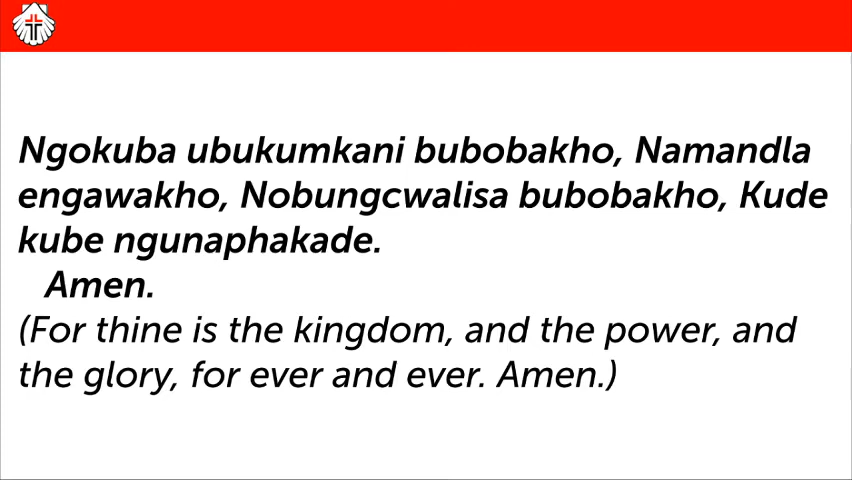 Ngokuba ubukumkani bubobakho, Namandla
engawakho, Nobungcwalisa bubobakho, Kude
kube ngunaphakade.
Amen.
(For thine is the kingdom, and the power, and
the glory, for ever and ever. Amen.)